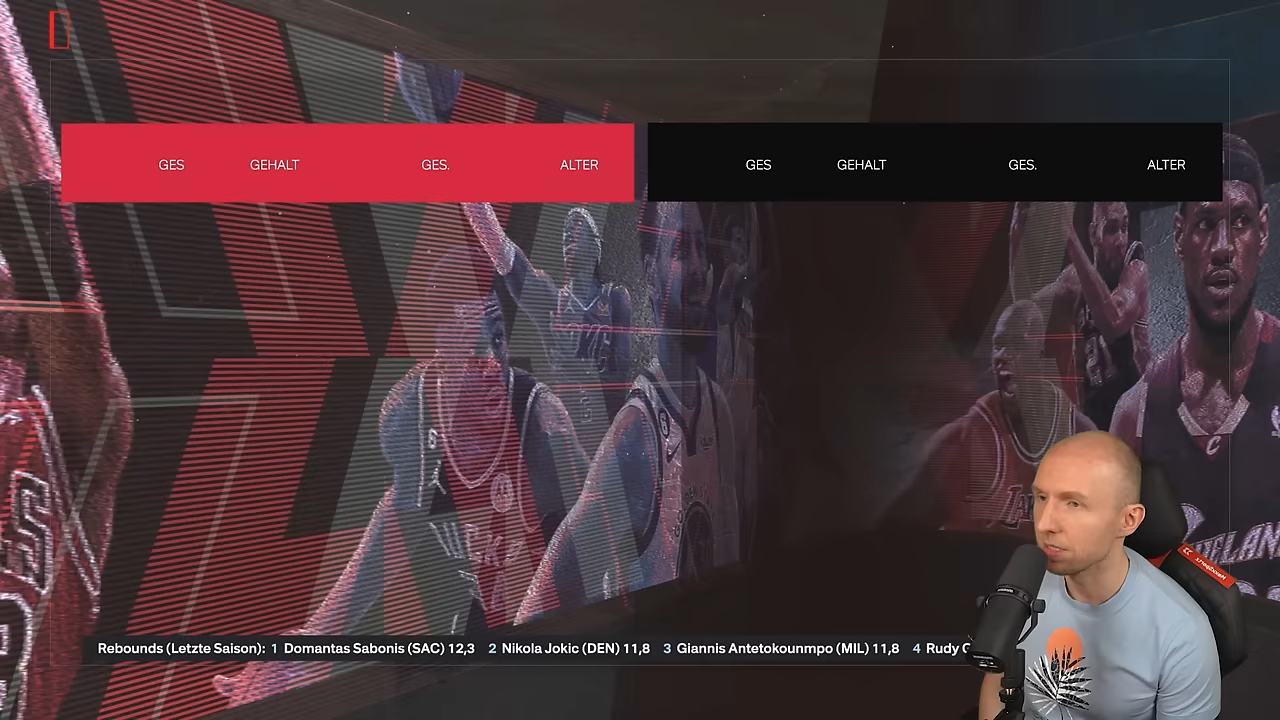 GES GEHALT GES. ALTER
GES GEHALT GES. ALTER
Rebounds (Letzte Saison): 1 Domantas Sabonis (SAC) 12,3 2 Nikola Jokic (DEN) 11,8 3 Giannis Antetokounmpo (MIL) 11,8 4 Rudy